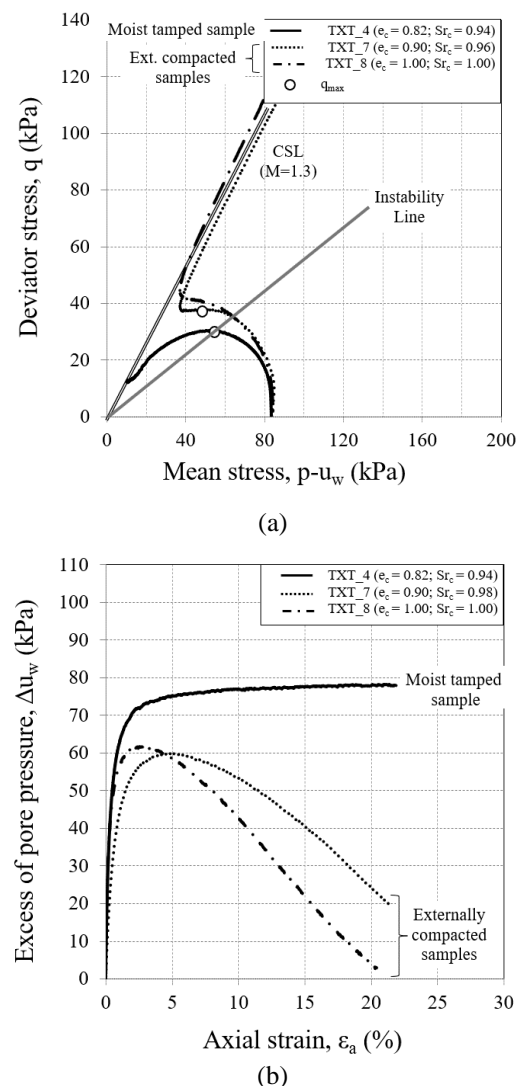 Moist tamped sample
Ext. compacted
samples
TXT_4 (e_c = 0.82; Sr_c = 0.94)
TXT_7 (e_c = 0.90; Sr_c = 0.96)
TXT_8 (e_c = 1.00; Sr_c = 1.00)
q_max
140
120
100
80
60
40
20
0
Deviator stress, q (kPa)
CSL
(M=1.3)
Instability
Line
0
40
80
120
160
200
Mean stress, p-u_w (kPa)
(a)
TXT_4 (e_c = 0.82; Sr_c = 0.94)
TXT_7 (e_c = 0.90; Sr_c = 0.98)
TXT_8 (e_c = 1.00; Sr_c = 1.00)
110
100
90
80
70
60
50
40
30
20
10
0
Excess of pore pressure, Δu_w (kPa)
Moist tamped
sample
Externally
compacted
samples
0
5
10
15
20
25
30
Axial strain, ε_a (%)
(b)